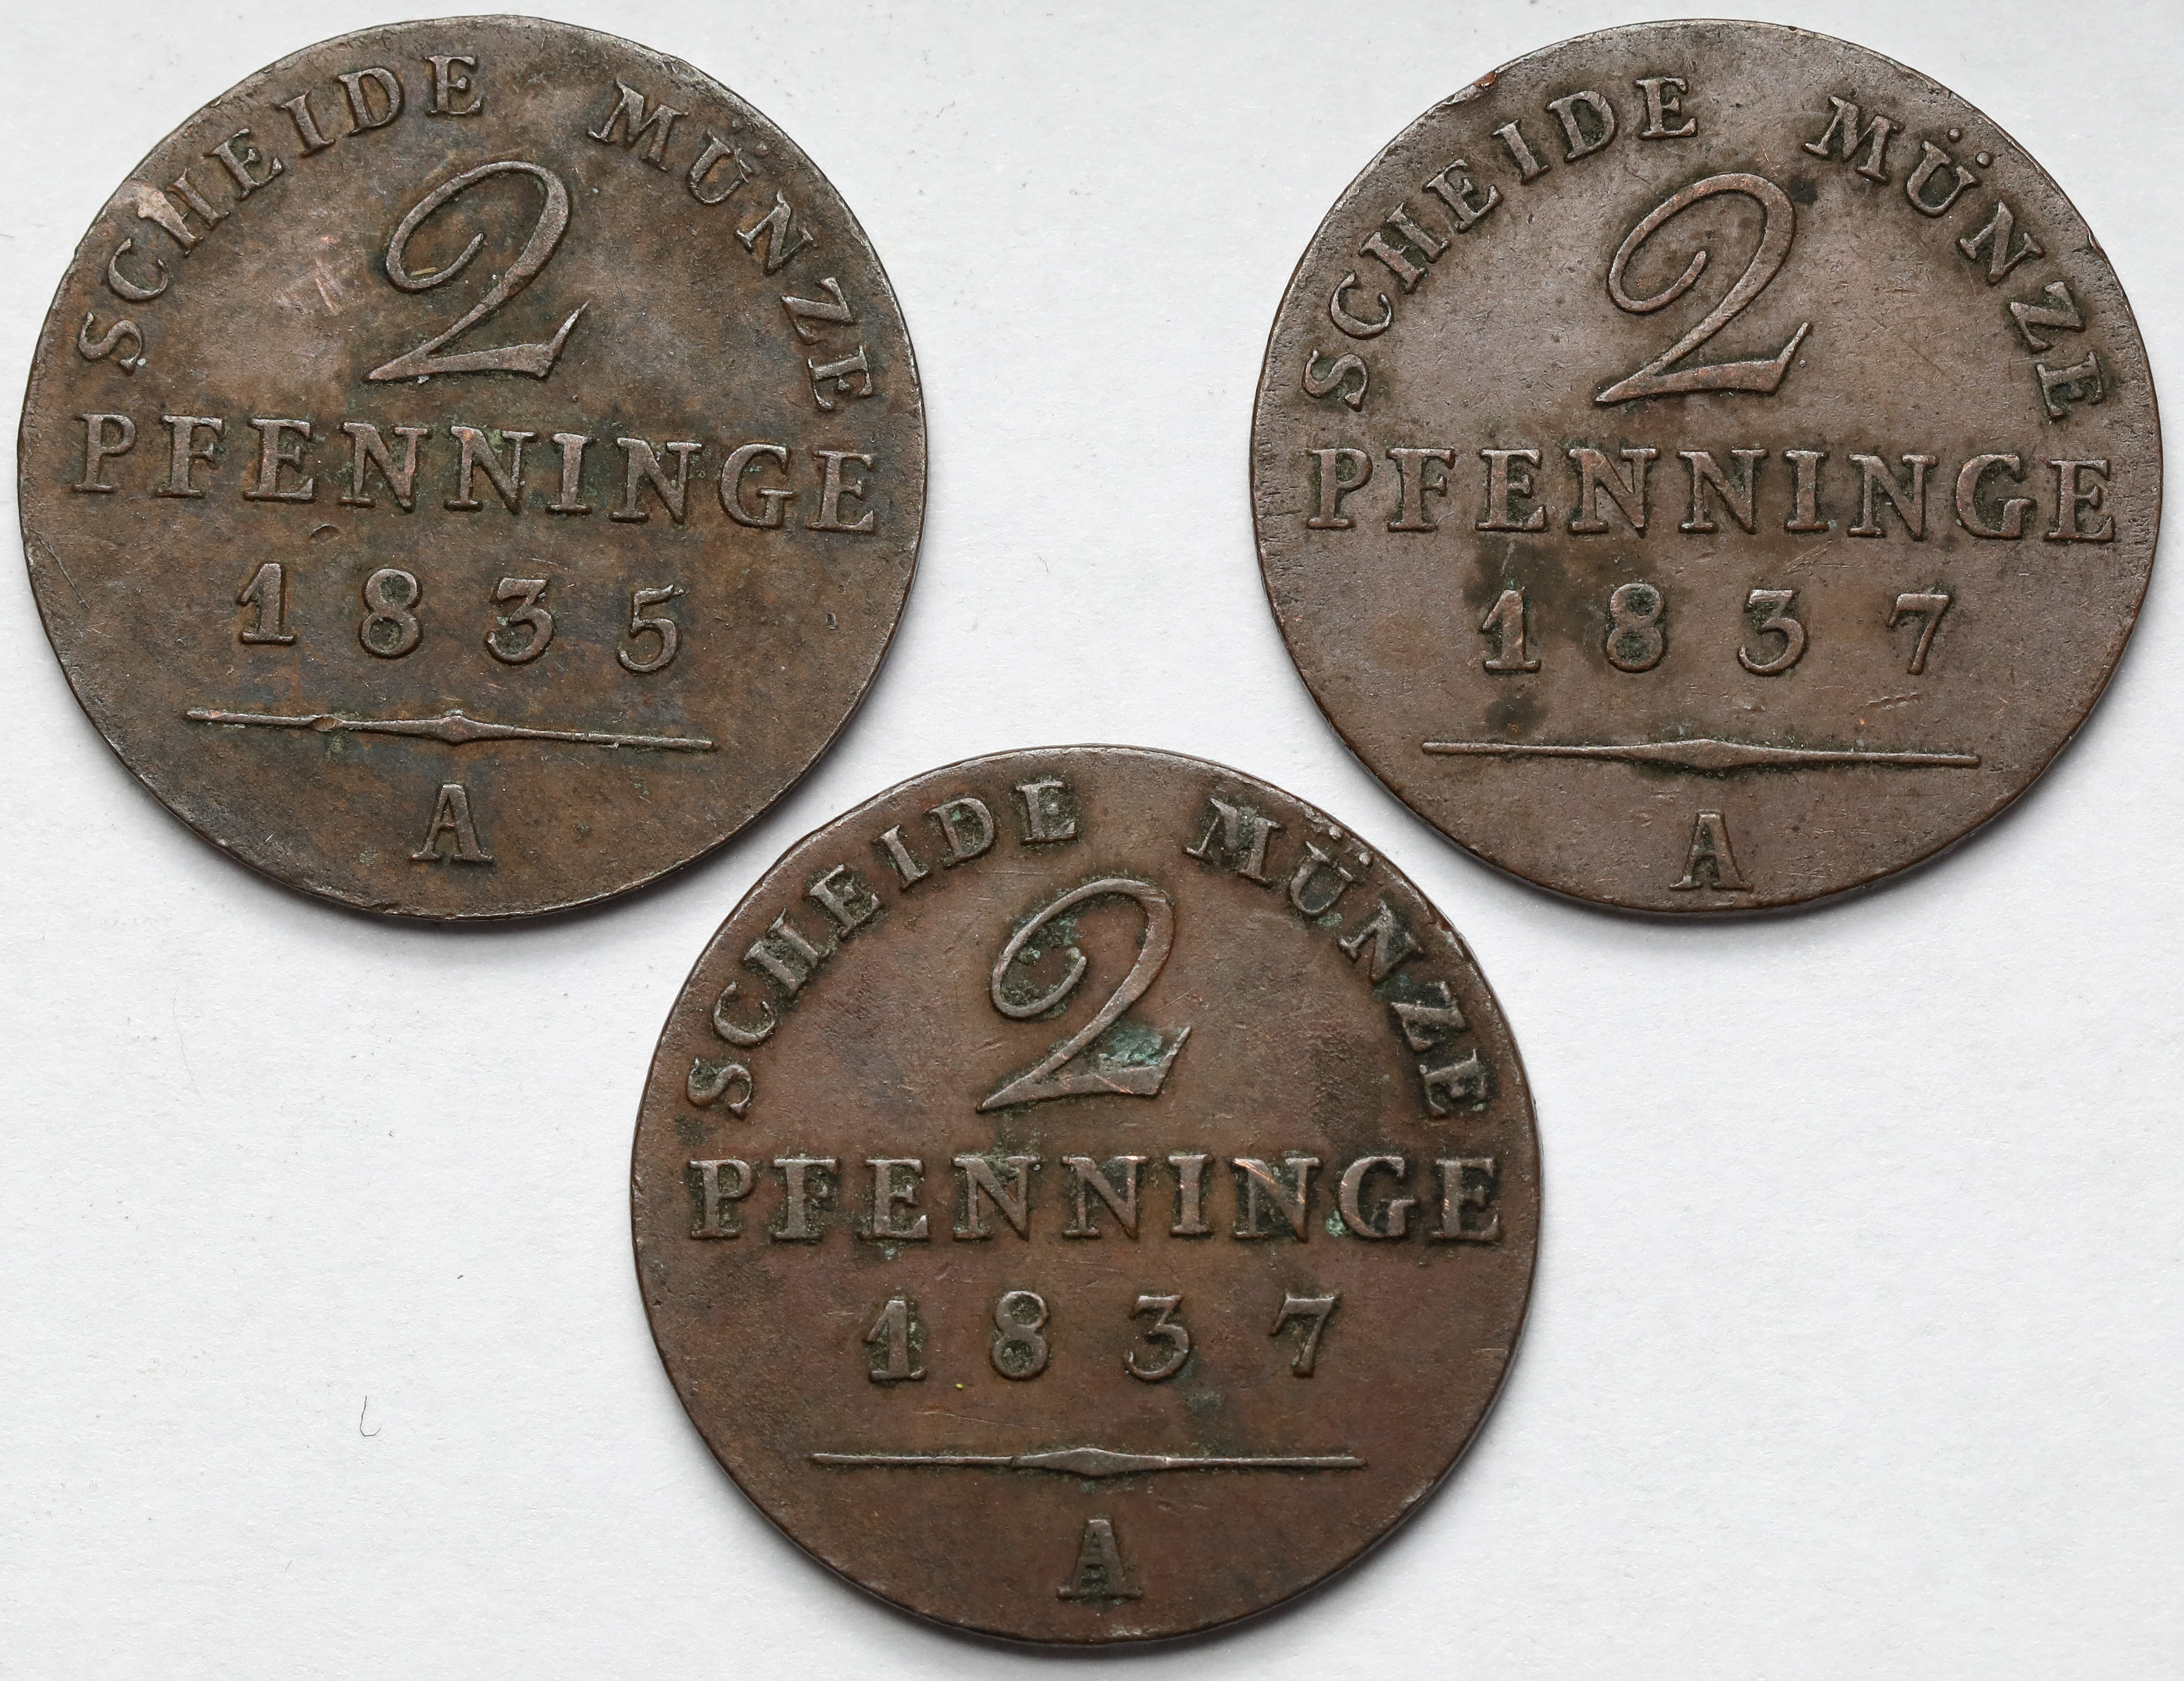 SCHEIDE MÜNZE
2
PFENNINGE
1835
A
SCHEIDE MÜNZE
2
PFENNINGE
1837
A
SCHEIDE MÜNZE
2
PFENNINGE
1837
A